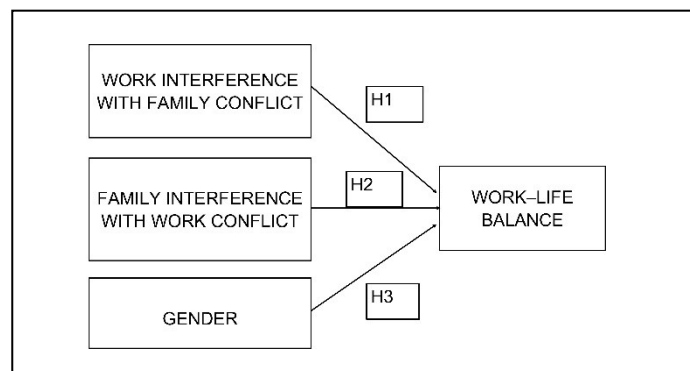 WORK INTERFERENCE
WITH FAMILY CONFLICT
H1
FAMILY INTERFERENCE
WITH WORK CONFLICT
H2
WORK–LIFE
BALANCE
GENDER
H3